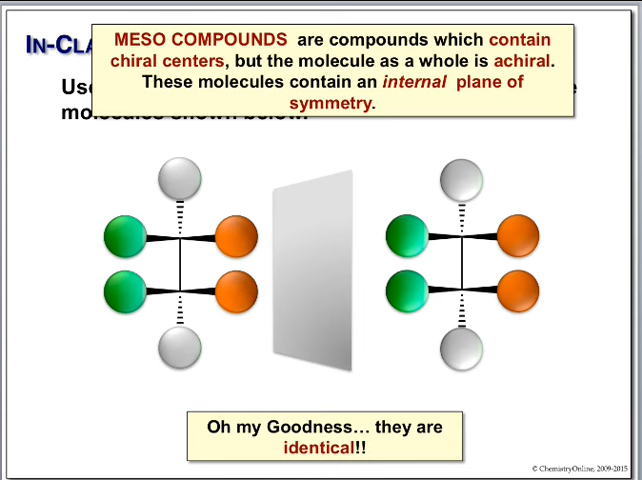 IN-CLA
MESO COMPOUNDS are compounds which contain
chiral centers, but the molecule as a whole is achiral.
These molecules contain an internal plane of
symmetry.
below.
Oh my Goodness… they are
identical!!
© ChemistryOnline, 2009-2015